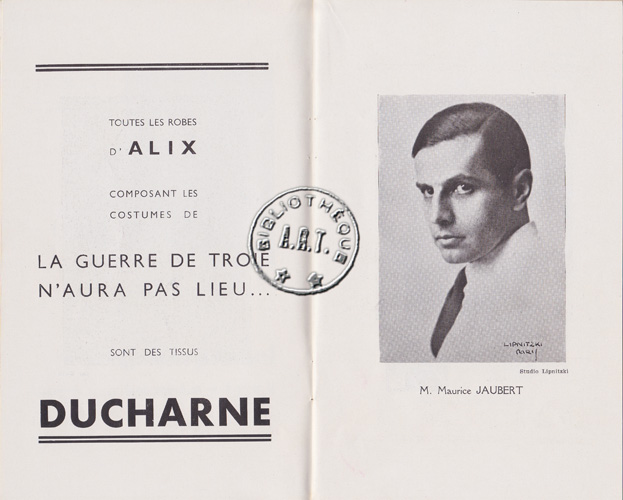 TOUTES LES ROBES
D' ALIX
COMPOSANT LES
COSTUMES DE
LA GUERRE DE TROIE
N'AURA PAS LIEU...
SONT DES TISSUS
DUCHARNE
BIBLIOTHÉQUE
A.R.T.
LIPNITZKI
PARIS
Studio Lipnitzki
M. Maurice JAUBERT